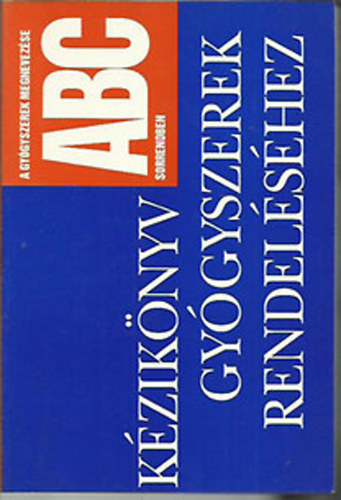 A GYÓGYSZEREK MEGNEVEZÉSE
ABC
SORRENDBEN
KÉZIKÖNYV
GYÓGYSZEREK
RENDELÉSÉHEZ